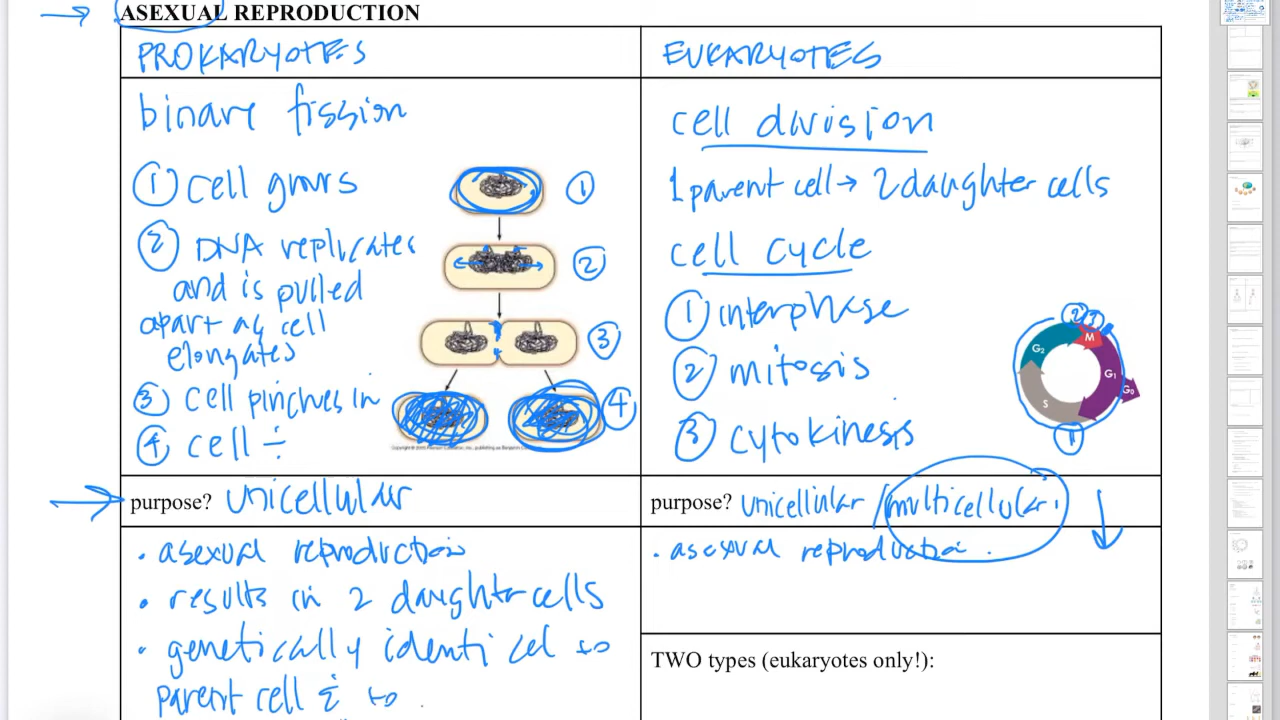 ASEXUAL REPRODUCTION
PROKARYOTES
EUKARYOTES
binary fission
① cell grows
② DNA replicates
and is pulled
apart as cell
elongates
③ cell pinches in
④ cell ÷
①
②
③
④
cell division
1 parent cell → 2 daughter cells
cell cycle
① interphase
② mitosis
③ cytokinesis
② ③
M
G2
G1
G0
S
①
purpose? unicellular
purpose? unicellular / multicellular
• asexual reproduction
• results in 2 daughter cells
• genetically identical to
parent cell & to
• asexual reproduction
TWO types (eukaryotes only!):